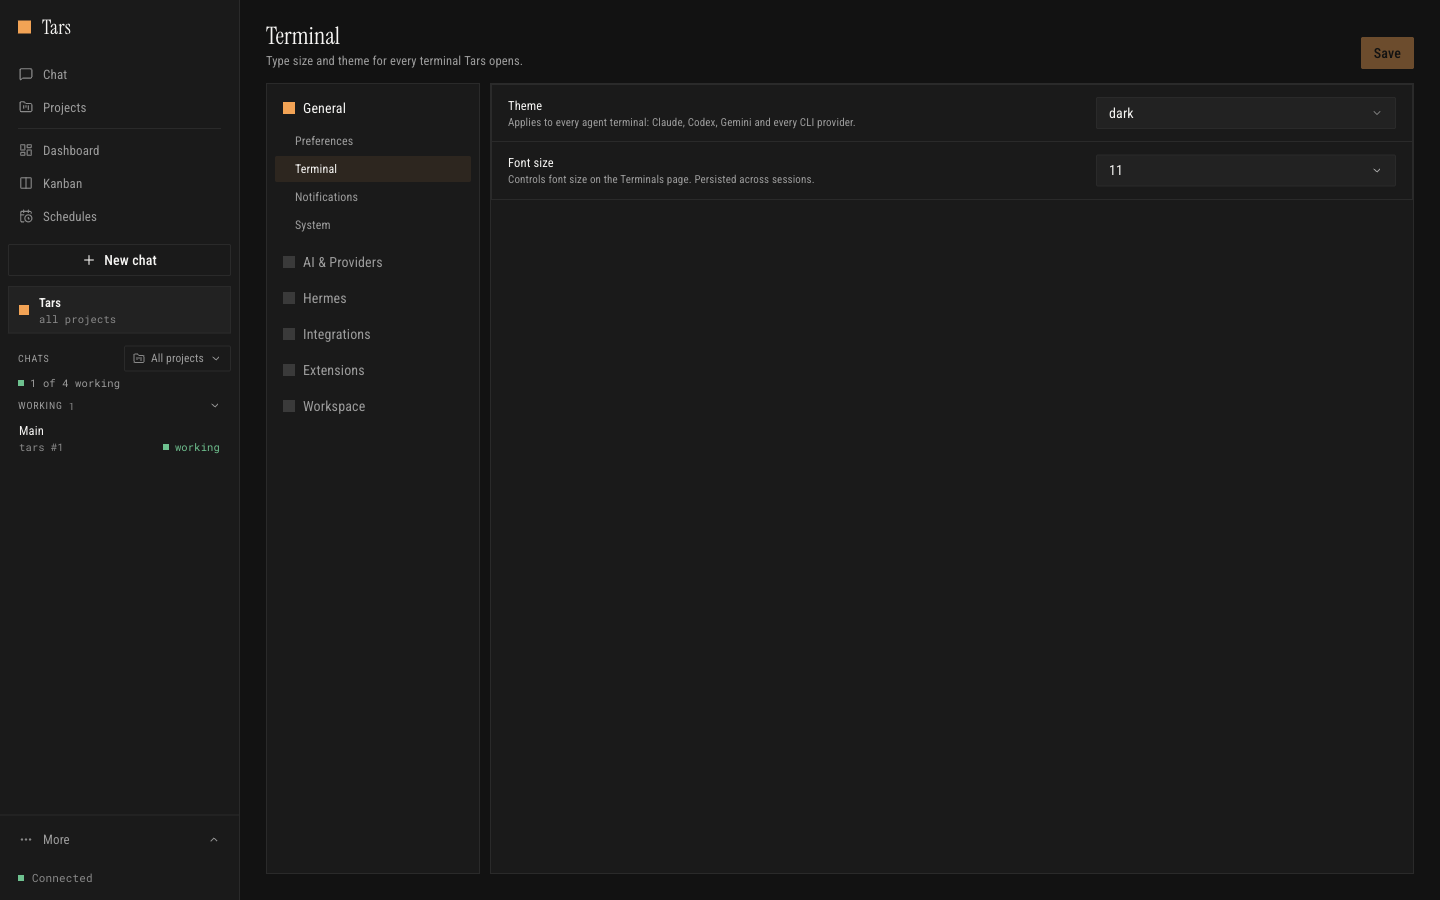 Tars
Chat
Projects
Dashboard
Kanban
Schedules
New chat
Tars
all projects
CHATS
All projects
1 of 4 working
WORKING 1
Main
tars #1
working
More
Connected
Terminal
Type size and theme for every terminal Tars opens.
Save
General
Preferences
Terminal
Notifications
System
AI & Providers
Hermes
Integrations
Extensions
Workspace
Theme
Applies to every agent terminal: Claude, Codex, Gemini and every CLI provider.
dark
Font size
Controls font size on the Terminals page. Persisted across sessions.
11